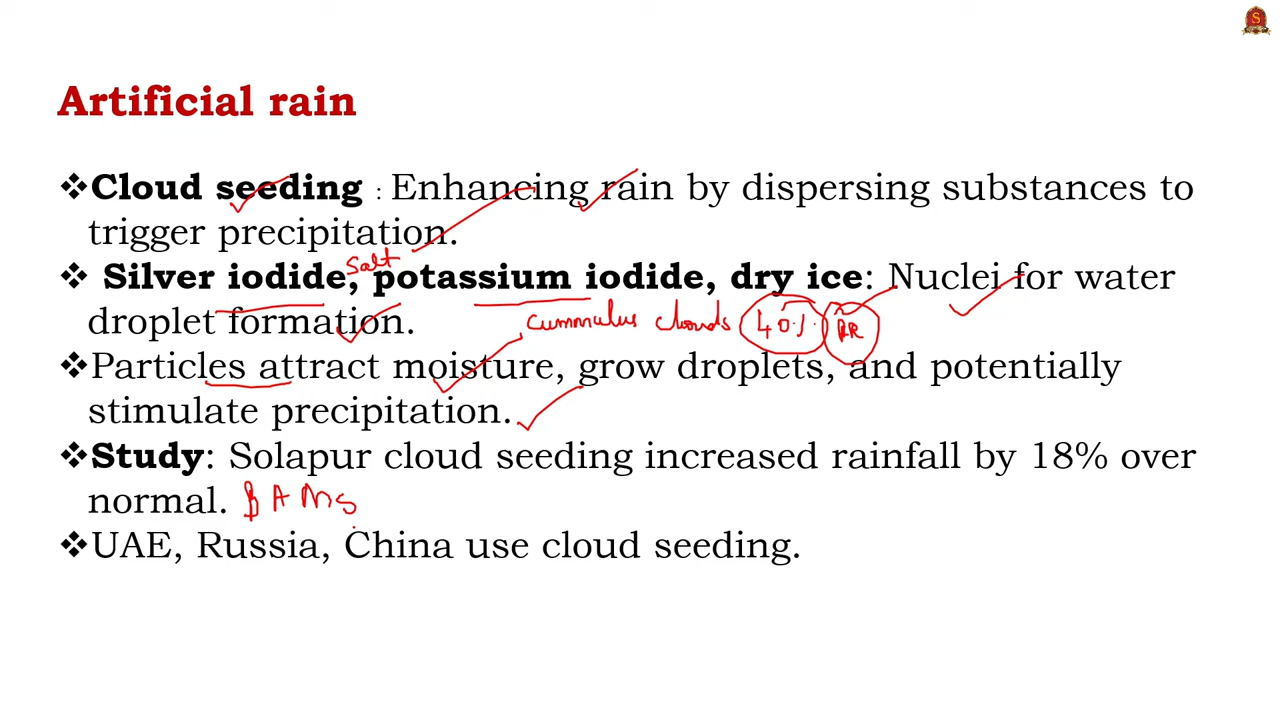 Artificial rain
❖Cloud seeding : Enhancing rain by dispersing substances to
trigger precipitation.
Salt
❖ Silver iodide, potassium iodide, dry ice: Nuclei for water
droplet formation.
cummulus clouds 40%. RR
❖Particles attract moisture, grow droplets, and potentially
stimulate precipitation.
❖Study: Solapur cloud seeding increased rainfall by 18% over
normal. BAMS
❖UAE, Russia, China use cloud seeding.
S